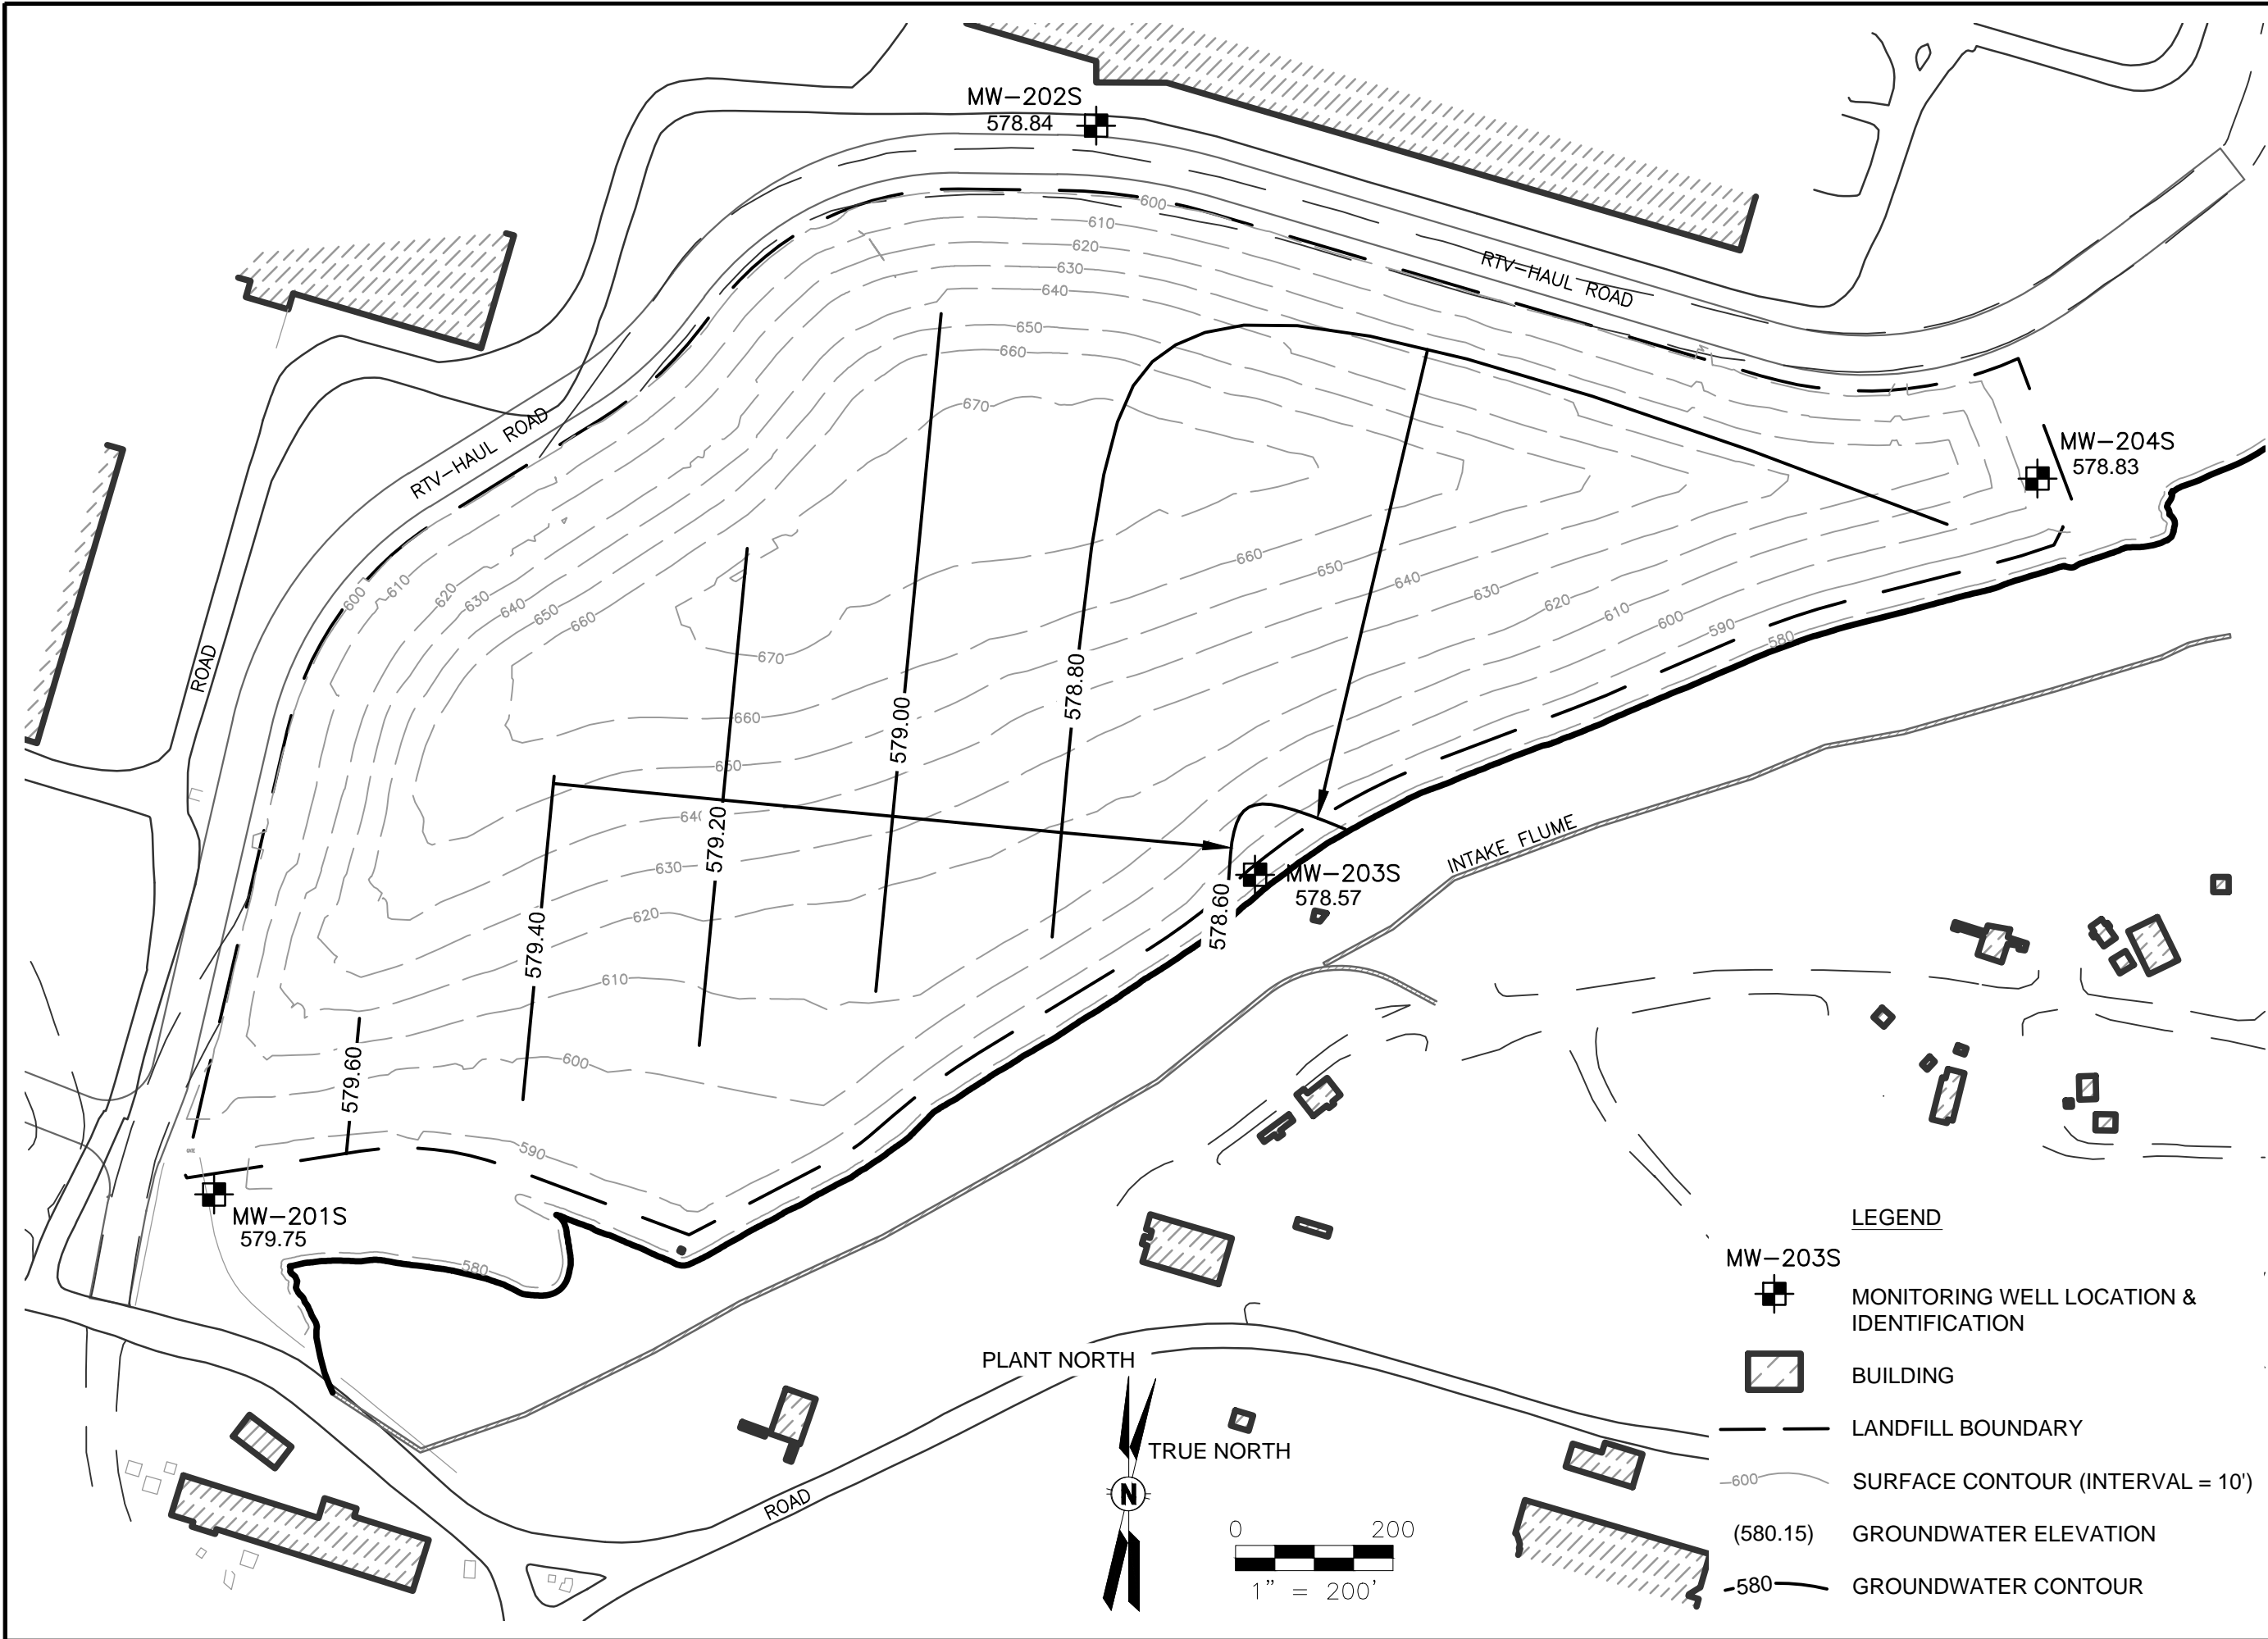 MW-202S
578.84
600
610
620
630
640
650
660
670
RTV-HAUL ROAD
RTV-HAUL ROAD
MW-204S
578.83
600
610
620
630
640
650
660
670
660
650
640
630
620
610
600
590
580
ROAD
578.80
579.00
660
650
640
630
620
610
600
590
580
579.20
579.40
579.60
578.60
MW-203S
578.57
INTAKE FLUME
MW-201S
579.75
PLANT NORTH
TRUE NORTH
N
ROAD
0 200
1" = 200'
LEGEND
MW-203S
MONITORING WELL LOCATION &
IDENTIFICATION
BUILDING
LANDFILL BOUNDARY
600 SURFACE CONTOUR (INTERVAL = 10')
(580.15) GROUNDWATER ELEVATION
580 GROUNDWATER CONTOUR